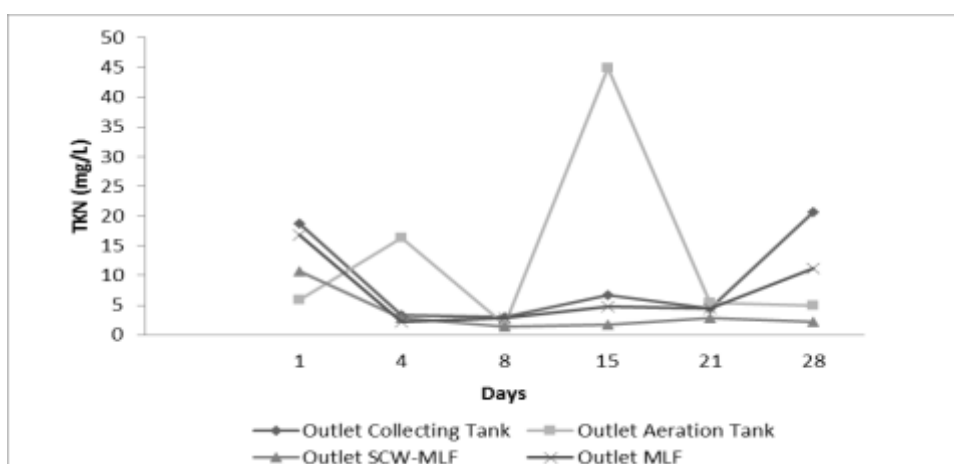 50
45
40
35
30
25
20
15
10
5
0
TKN (mg/L)
1 4 8 15 21 28
Days
Outlet Collecting Tank Outlet Aeration Tank
Outlet SCW-MLF Outlet MLF